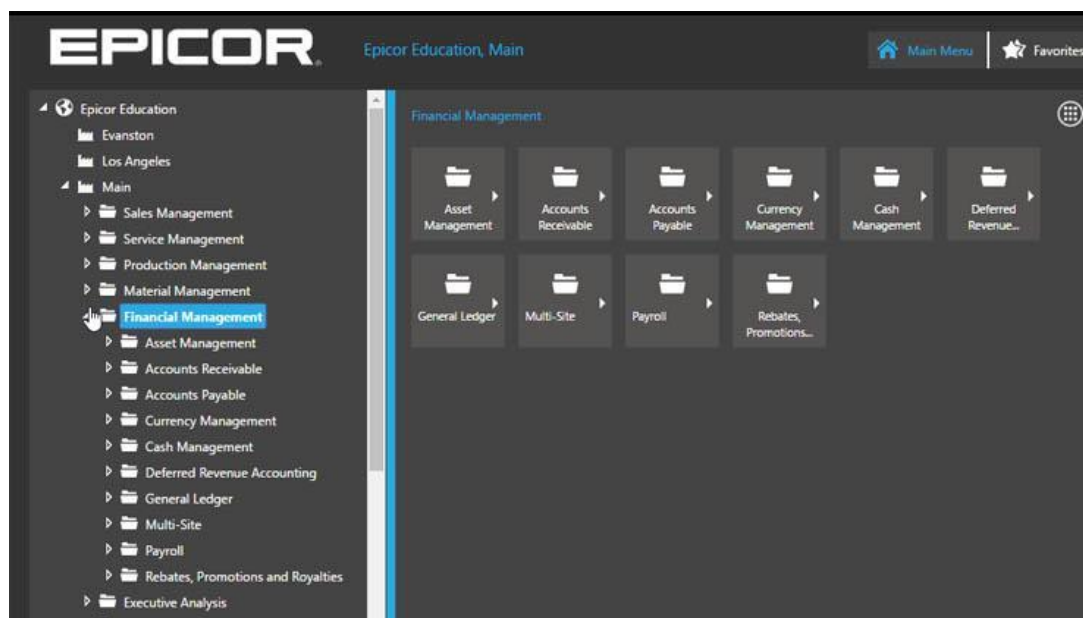 EPICOR
Epicor Education, Main
Main Menu
Favorites
Epicor Education
Evanston
Los Angeles
Main
Sales Management
Service Management
Production Management
Material Management
Financial Management
Asset Management
Accounts Receivable
Accounts Payable
Currency Management
Cash Management
Deferred Revenue Accounting
General Ledger
Multi-Site
Payroll
Rebates, Promotions and Royalties
Executive Analysis
Financial Management
Asset
Management
Accounts
Receivable
Accounts
Payable
Currency
Management
Cash
Management
Deferred
Revenue...
General Ledger
Multi-Site
Payroll
Rebates,
Promotions...